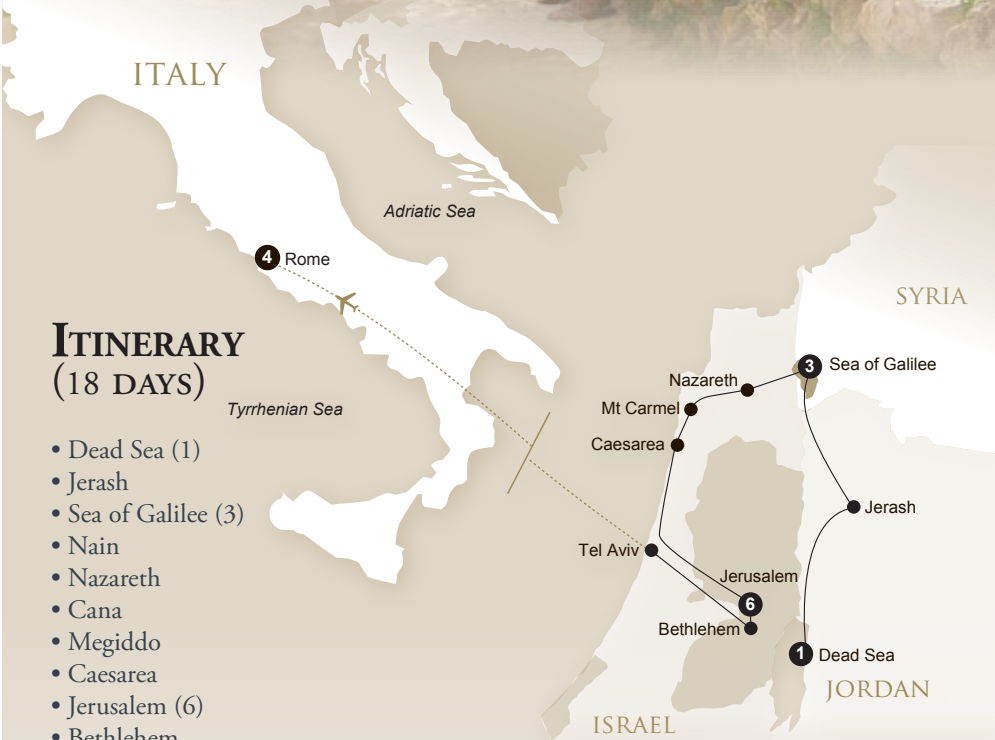 ITALY
Adriatic Sea
4 Rome
SYRIA
ITINERARY
(18 DAYS)
Tyrrhenian Sea
3 Sea of Galilee
Nazareth
Mt Carmel
Caesarea
• Dead Sea (1)
• Jerash
• Sea of Galilee (3)
• Nain
• Nazareth
• Cana
• Megiddo
• Caesarea
• Jerusalem (6)
• Bethlehem
Jerash
Tel Aviv
Jerusalem
6
Bethlehem
1 Dead Sea
JORDAN
ISRAEL